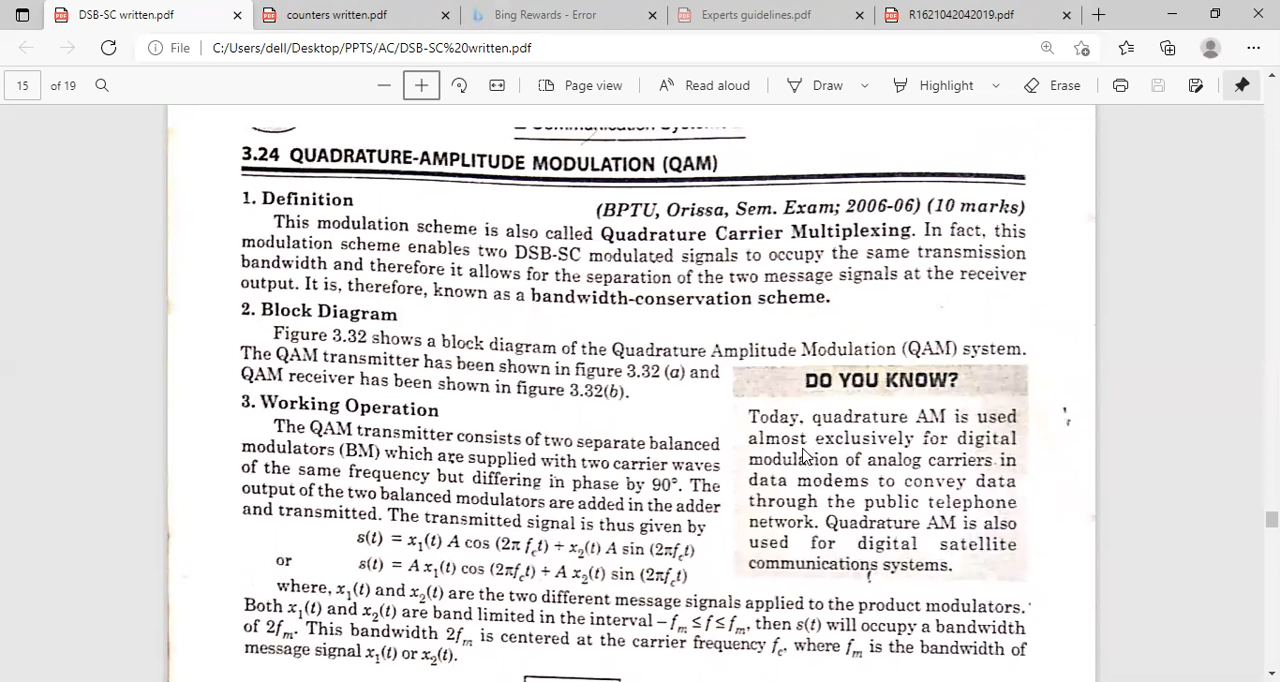 DSB-SC written.pdf
counters written.pdf
Bing Rewards - Error
Experts guidelines.pdf
R1621042042019.pdf
File
C:/Users/dell/Desktop/PPTS/AC/DSB-SC%20written.pdf
15 of 19
Page view
Read aloud
Draw
Highlight
Erase
3.24 QUADRATURE-AMPLITUDE MODULATION (QAM)
1. Definition
(BPTU, Orissa, Sem. Exam; 2006-06) (10 marks)
This modulation scheme is also called Quadrature Carrier Multiplexing. In fact, this
modulation scheme enables two DSB-SC modulated signals to occupy the same transmission
bandwidth and therefore it allows for the separation of the two message signals at the receiver
output. It is, therefore, known as a bandwidth-conservation scheme.
2. Block Diagram
Figure 3.32 shows a block diagram of the Quadrature Amplitude Modulation (QAM) system.
The QAM transmitter has been shown in figure 3.32 (a) and
QAM receiver has been shown in figure 3.32(b).
3. Working Operation
The QAM transmitter consists of two separate balanced
modulators (BM) which are supplied with two carrier waves
of the same frequency but differing in phase by 90°. The
output of the two balanced modulators are added in the adder
and transmitted. The transmitted signal is thus given by
s(t) = x₁(t) A cos (2π f_c t) + x₂(t) A sin (2πf_c t)
or s(t) = A x₁(t) cos (2πf_c t) + A x₂(t) sin (2πf_c t)
DO YOU KNOW?
Today, quadrature AM is used
almost exclusively for digital
modulation of analog carriers in
data modems to convey data
through the public telephone
network. Quadrature AM is also
used for digital satellite
communications systems.
where, x₁(t) and x₂(t) are the two different message signals applied to the product modulators.
Both x₁(t) and x₂(t) are band limited in the interval −f_m ≤ f ≤ f_m, then s(t) will occupy a bandwidth
of 2f_m. This bandwidth 2f_m is centered at the carrier frequency f_c, where f_m is the bandwidth of
message signal x₁(t) or x₂(t).